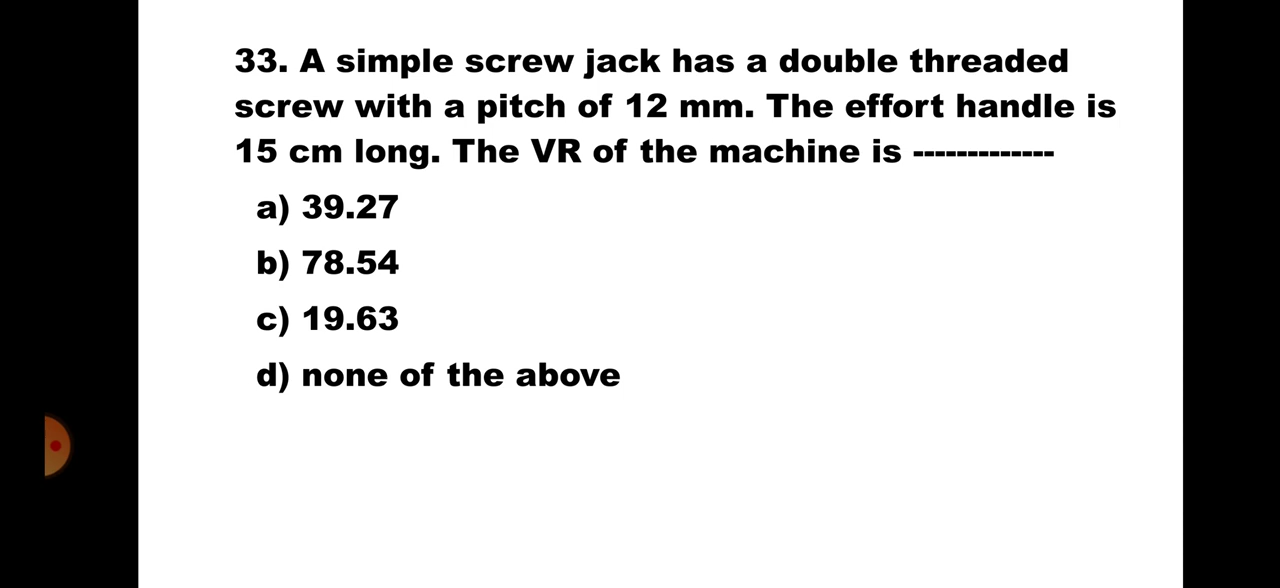 33. A simple screw jack has a double threaded
screw with a pitch of 12 mm. The effort handle is
15 cm long. The VR of the machine is -------------
a) 39.27
b) 78.54
c) 19.63
d) none of the above